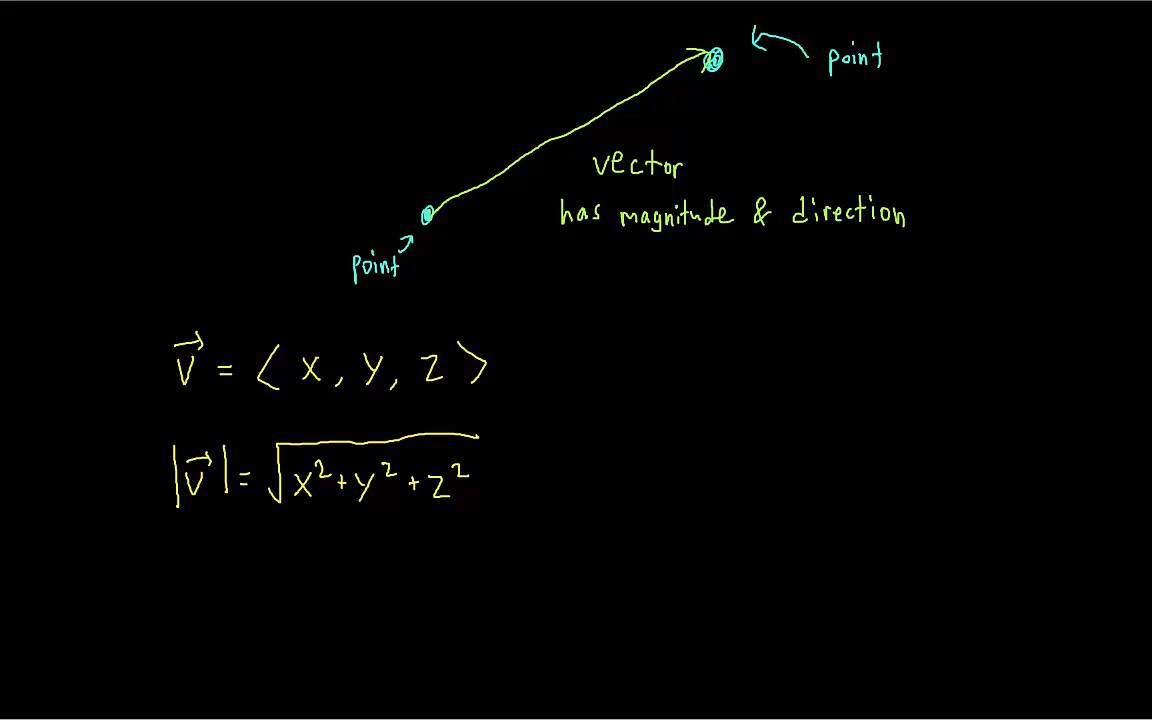 point
vector
has magnitude & direction
point
v⃗ = ⟨ x, y, z ⟩
|v⃗| = √(x² + y² + z²)